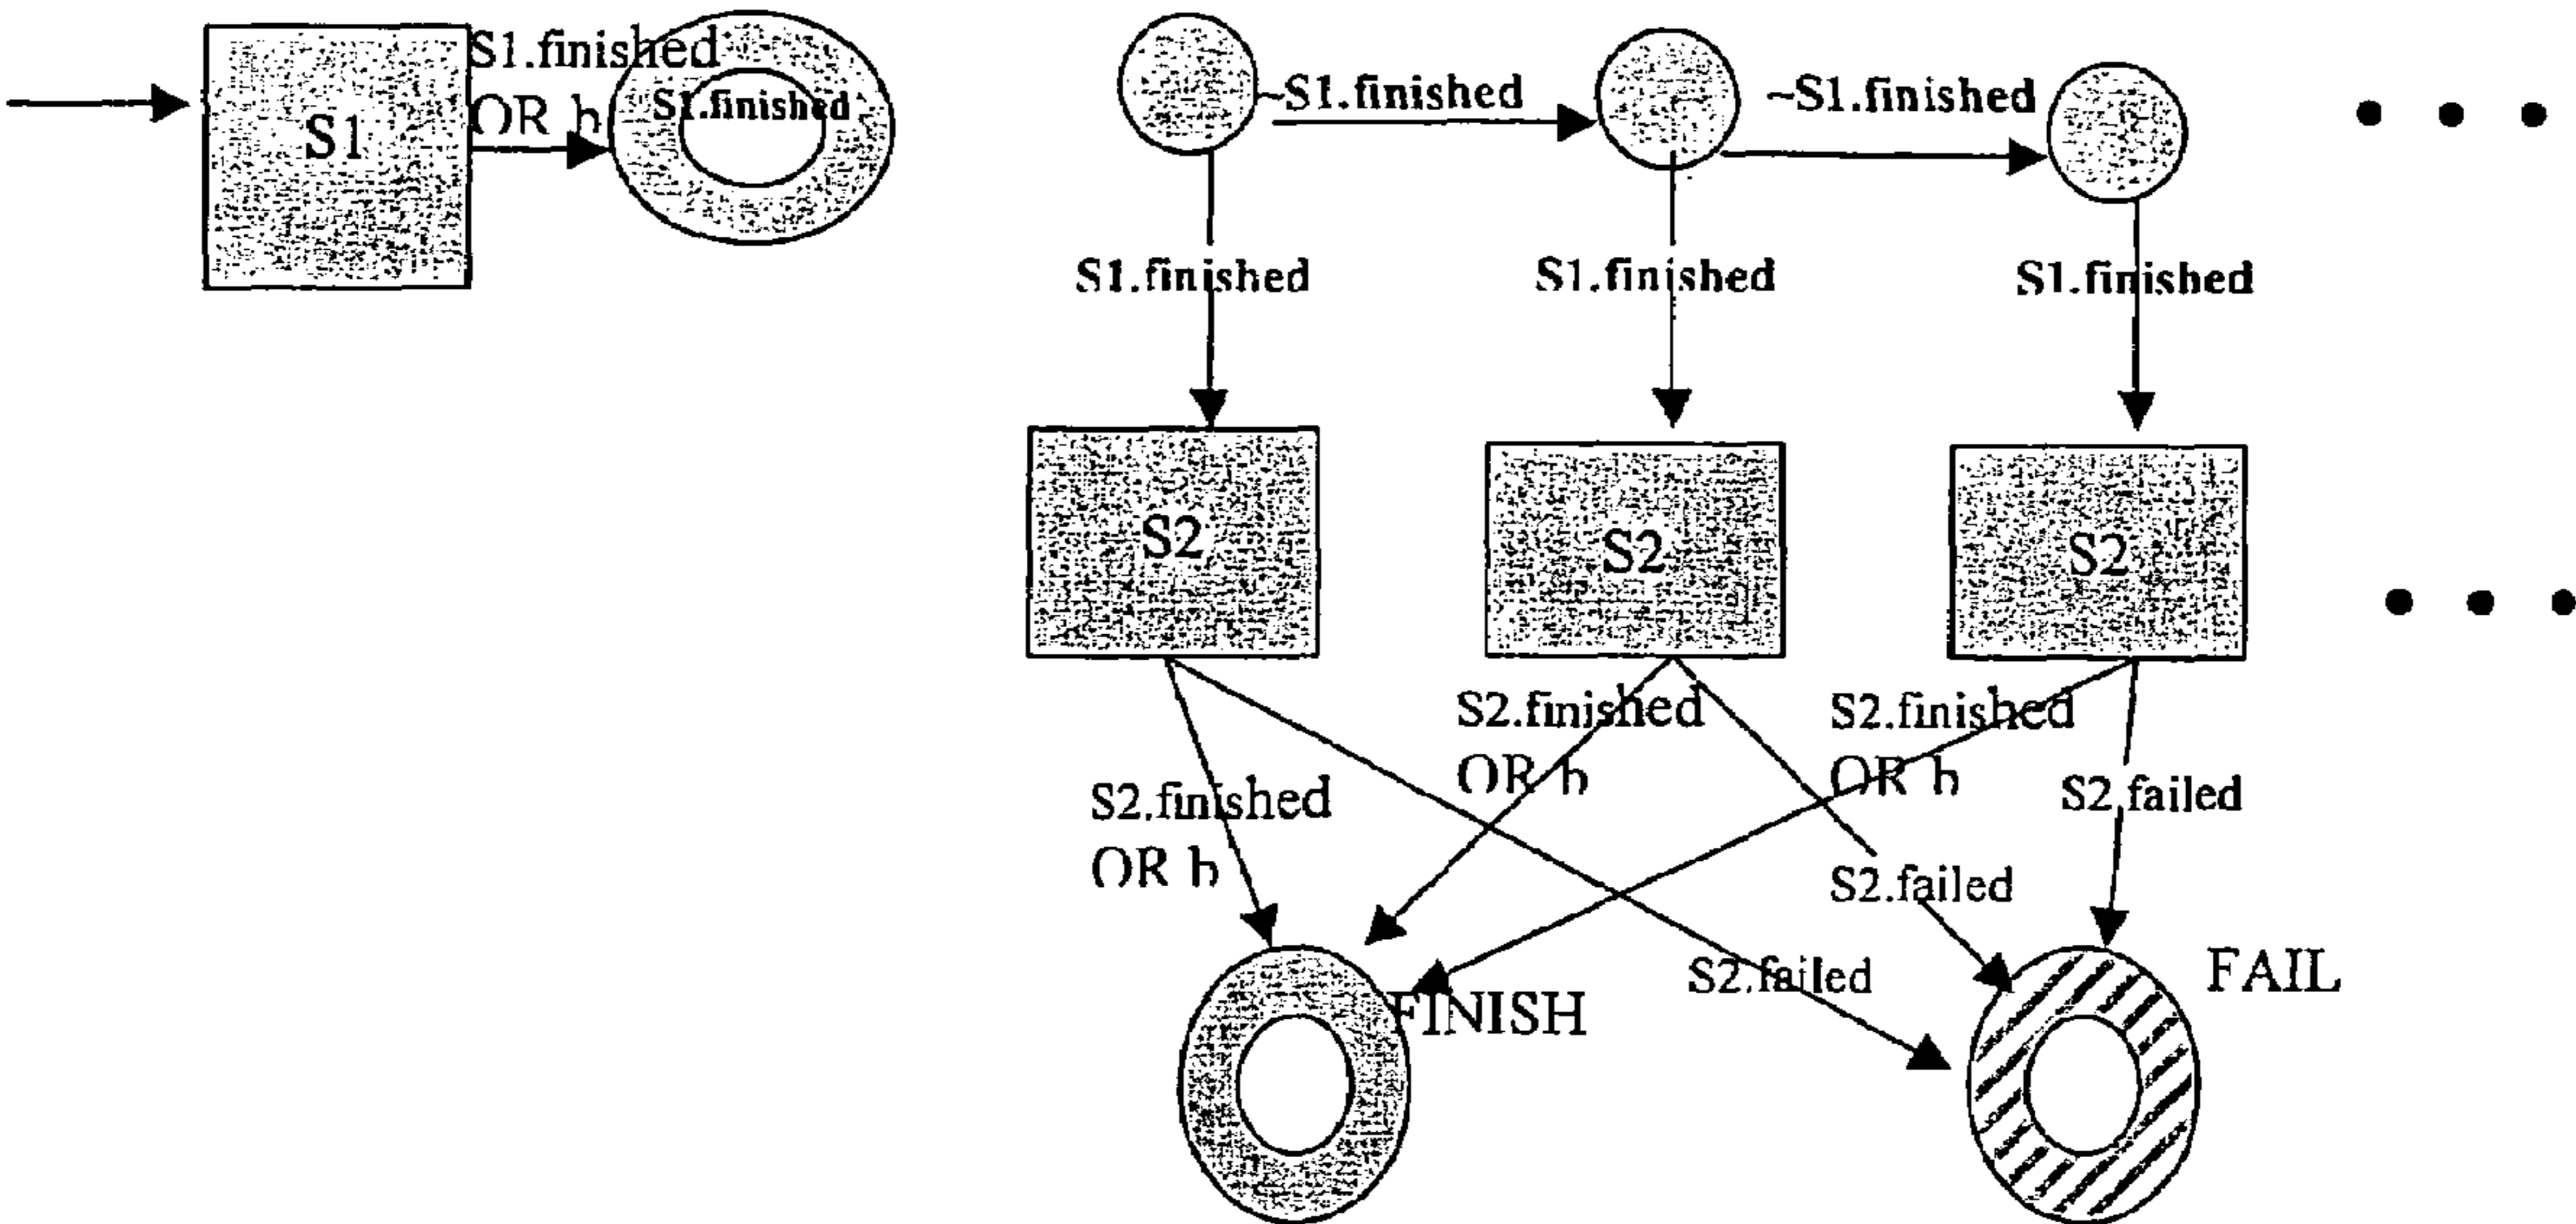 S1
S1.finished
OR b
S1.finished
~S1.finished
~S1.finished
S1.finished
S1.finished
S1.finished
S2
S2
S2
S2.finished
OR b
S2.finished
OR b
S2.finished
OR b
S2.failed
S2.failed
S2.failed
FINISH
FAIL